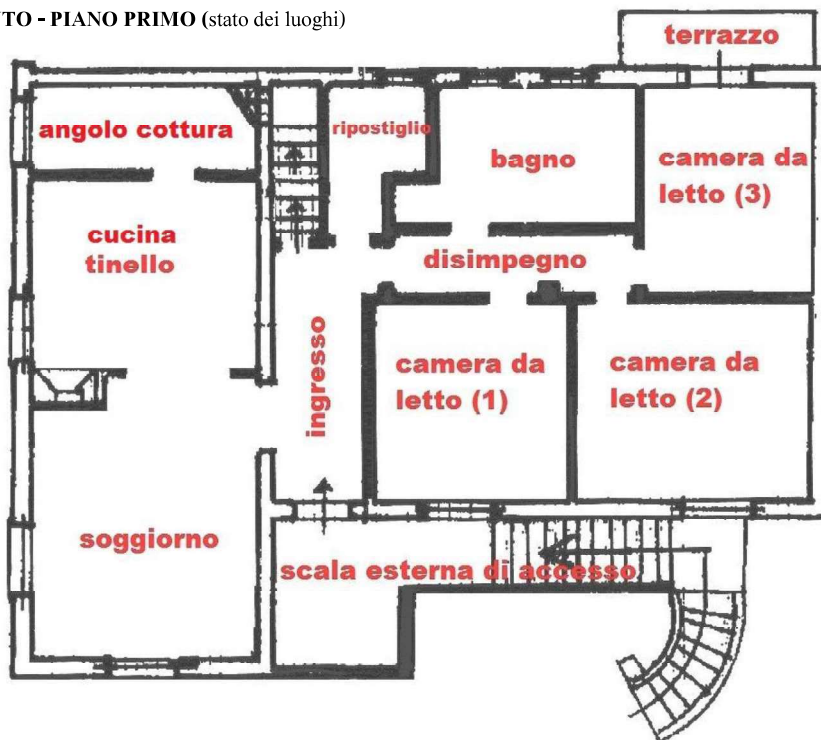 PIANO PRIMO (stato dei luoghi)
terrazzo
angolo cottura
ripostiglio
bagno
camera da
letto (3)
cucina
tinello
disimpegno
ingresso
camera da
letto (1)
camera da
letto (2)
soggiorno
scala esterna di accesso